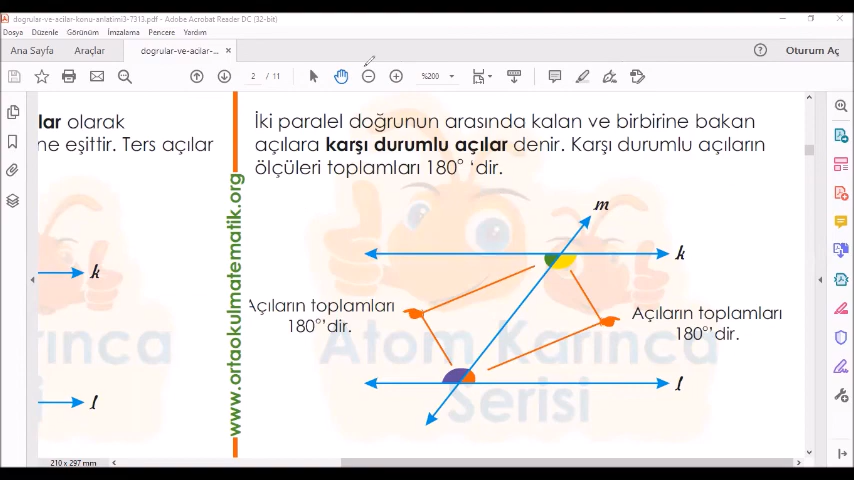 dogrular-ve-acilar-konu-anlatimi3-7313.pdf - Adobe Acrobat Reader DC (32-bit)
Dosya Düzenle Görünüm İmzalama Pencere Yardım
Ana Sayfa Araçlar dogrular-ve-acilar-... × ? Oturum Aç
2 / 11 %200
lar olarak
ne eşittir. Ters açılar
k
l
www.ortaokulmatematik.org
İki paralel doğrunun arasında kalan ve birbirine bakan
açılara karşı durumlu açılar denir. Karşı durumlu açıların
ölçüleri toplamları 180° ‘dir.
m
k
Açıların toplamları
180°'dir.
Açıların toplamları
180°'dir.
l
arınca
Atom Karınca
risi
Serisi
210 x 297 mm